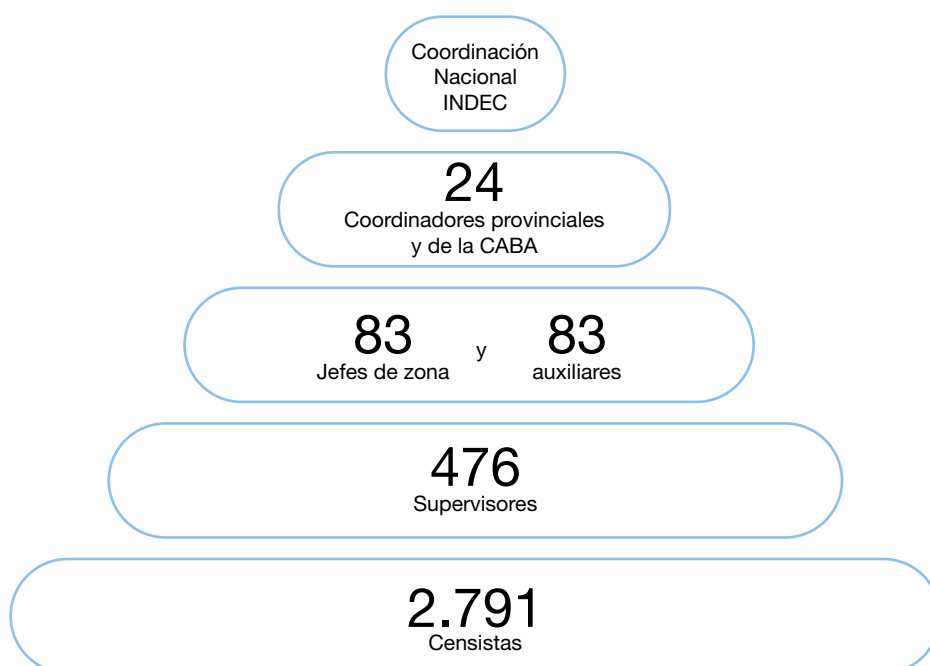 Coordinación
Nacional
INDEC
24
Coordinadores provinciales
y de la CABA
83 y 83
Jefes de zona auxiliares
476
Supervisores
2.791
Censistas